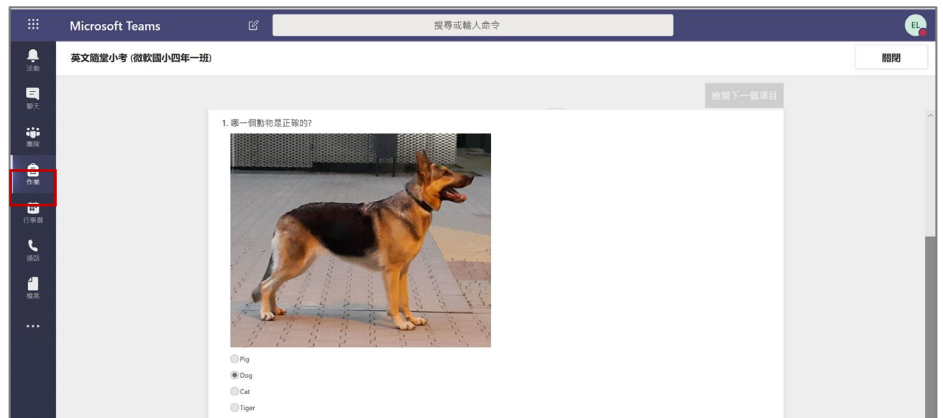 Microsoft Teams
搜尋或輸入命令
EL
活動
英文隨堂小考 (微軟國小四年一班)
關閉
聊天
檢閱下一個項目
團隊
1. 哪一個動物是正確的?
作業
行事曆
通話
檔案
Pig
Dog
Cat
Tiger